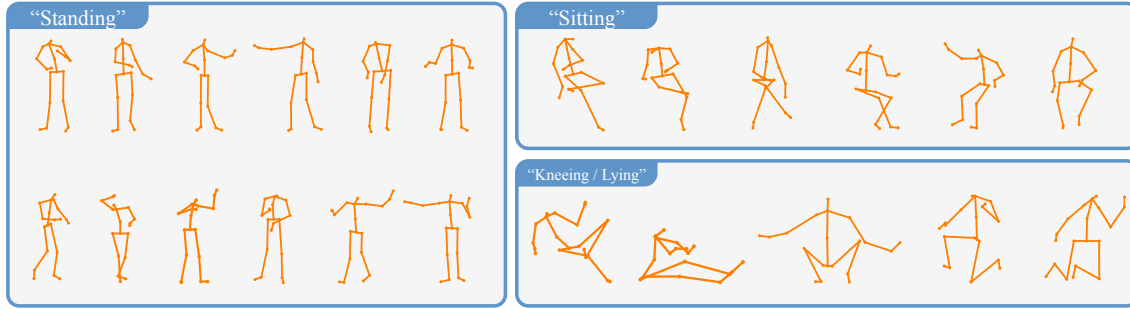 “Standing”
“Sitting”
“Kneeing / Lying”